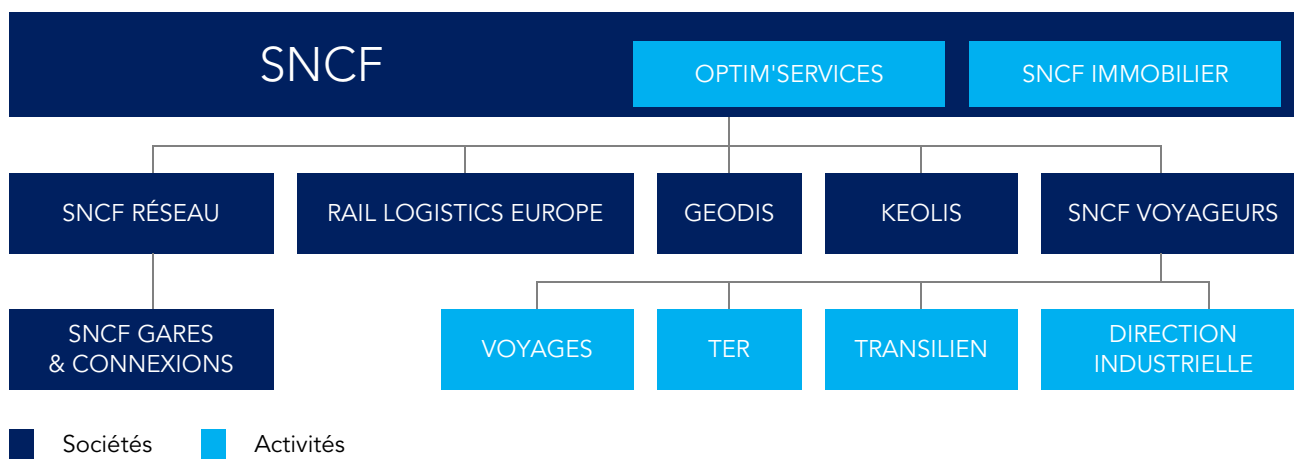 SNCF
OPTIM'SERVICES
SNCF IMMOBILIER
SNCF RÉSEAU
RAIL LOGISTICS EUROPE
GEODIS
KEOLIS
SNCF VOYAGEURS
SNCF GARES
& CONNEXIONS
VOYAGES
TER
TRANSILIEN
DIRECTION
INDUSTRIELLE
Sociétés
Activités